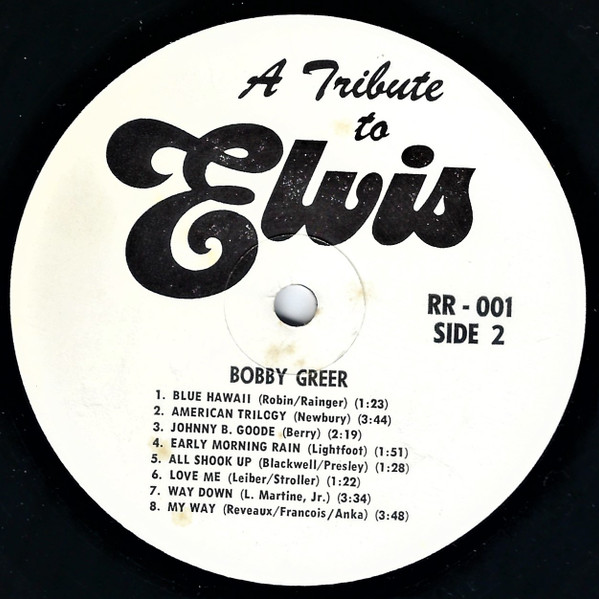 A Tribute
to
Elvis
RR - 001
SIDE 2
BOBBY GREER
1. BLUE HAWAII (Robin/Rainger) (1:23)
2. AMERICAN TRILOGY (Newbury) (3:44)
3. JOHNNY B. GOODE (Berry) (2:19)
4. EARLY MORNING RAIN (Lightfoot) (1:51)
5. ALL SHOOK UP (Blackwell/Presley) (1:28)
6. LOVE ME (Leiber/Stroller) (1:22)
7. WAY DOWN (L. Martine, Jr.) (3:34)
8. MY WAY (Reveaux/Francois/Anka) (3:48)